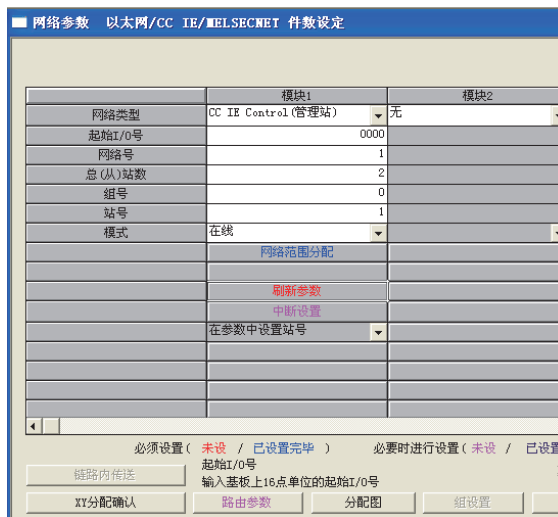 网络参数 以太网/CC IE/MELSECNET 件数设定
模块1 模块2
网络类型 CC IE Control(管理站) 无
起始I/O号 0000
网络号 1
总(从)站数 2
组号 0
站号 1
模式 在线
网络范围分配
刷新参数
中断设置
在参数中设置站号
必须设置( 未设 / 已设置完毕 ) 必要时进行设置( 未设 / 已设置
起始I/O号
链路内传送
输入基板上16点单位的起始I/O号
XY分配确认 路由参数 分配图 组设置